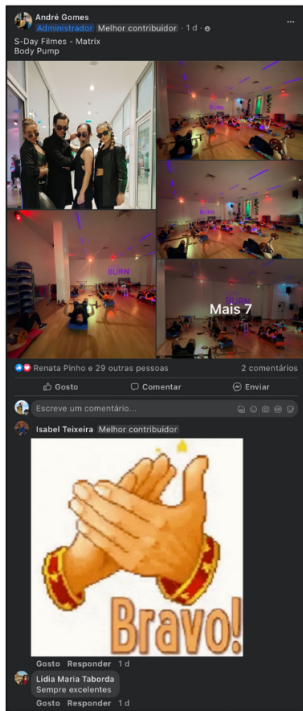 André Gomes
Administrador Melhor contribuidor · 1 d ·
S-Day Filmes - Matrix
Body Pump
BURN
BURN
BURN
Mais 7
Renata Pinho e 29 outras pessoas
2 comentários
Gosto
Comentar
Enviar
Escreve um comentário...
Isabel Teixeira Melhor contribuidor
Bravo!
Gosto Responder 1 d
Lidia Maria Taborda
Sempre excelentes
Gosto Responder 1 d